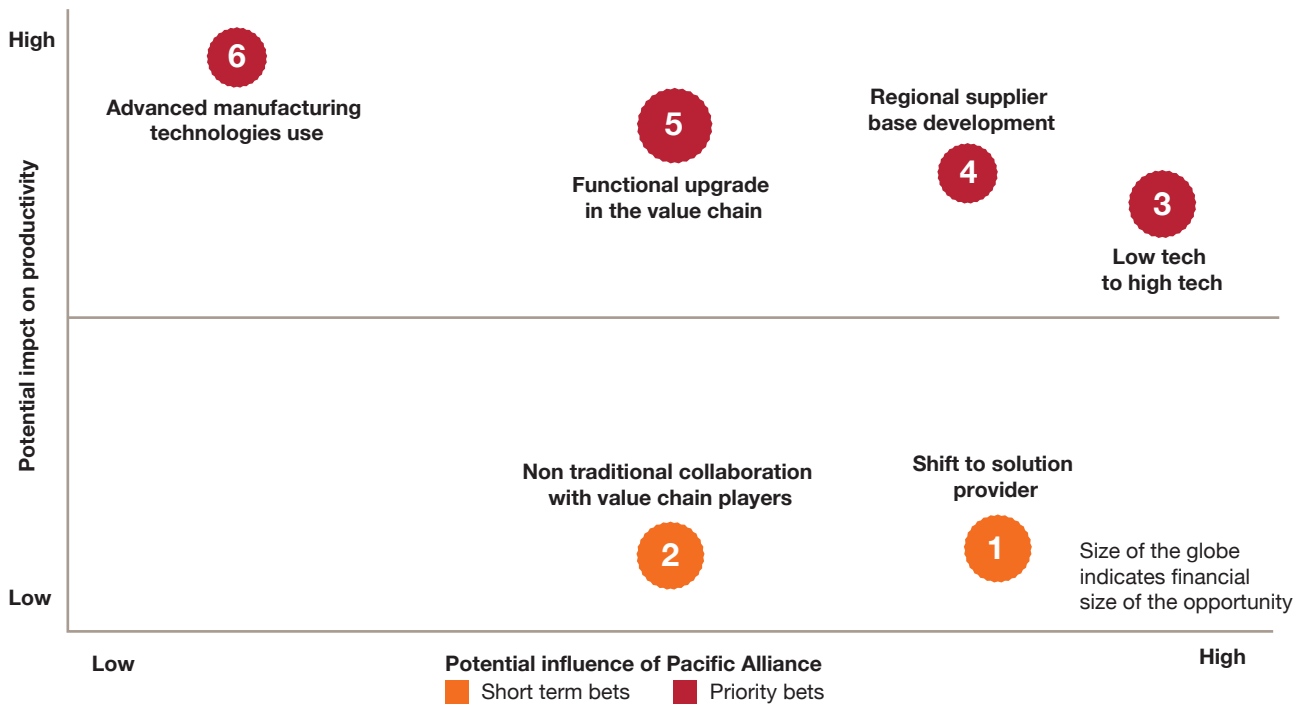 High
6
Advanced manufacturing
technologies use
5
Functional upgrade
in the value chain
Regional supplier
base development
4
3
Low tech
to high tech
Potential impct on productivity
Non traditional collaboration
with value chain players
2
Shift to solution
provider
1
Size of the globe
indicates financial
size of the opportunity
Low
Low
Potential influence of Pacific Alliance
High
Short term bets
Priority bets